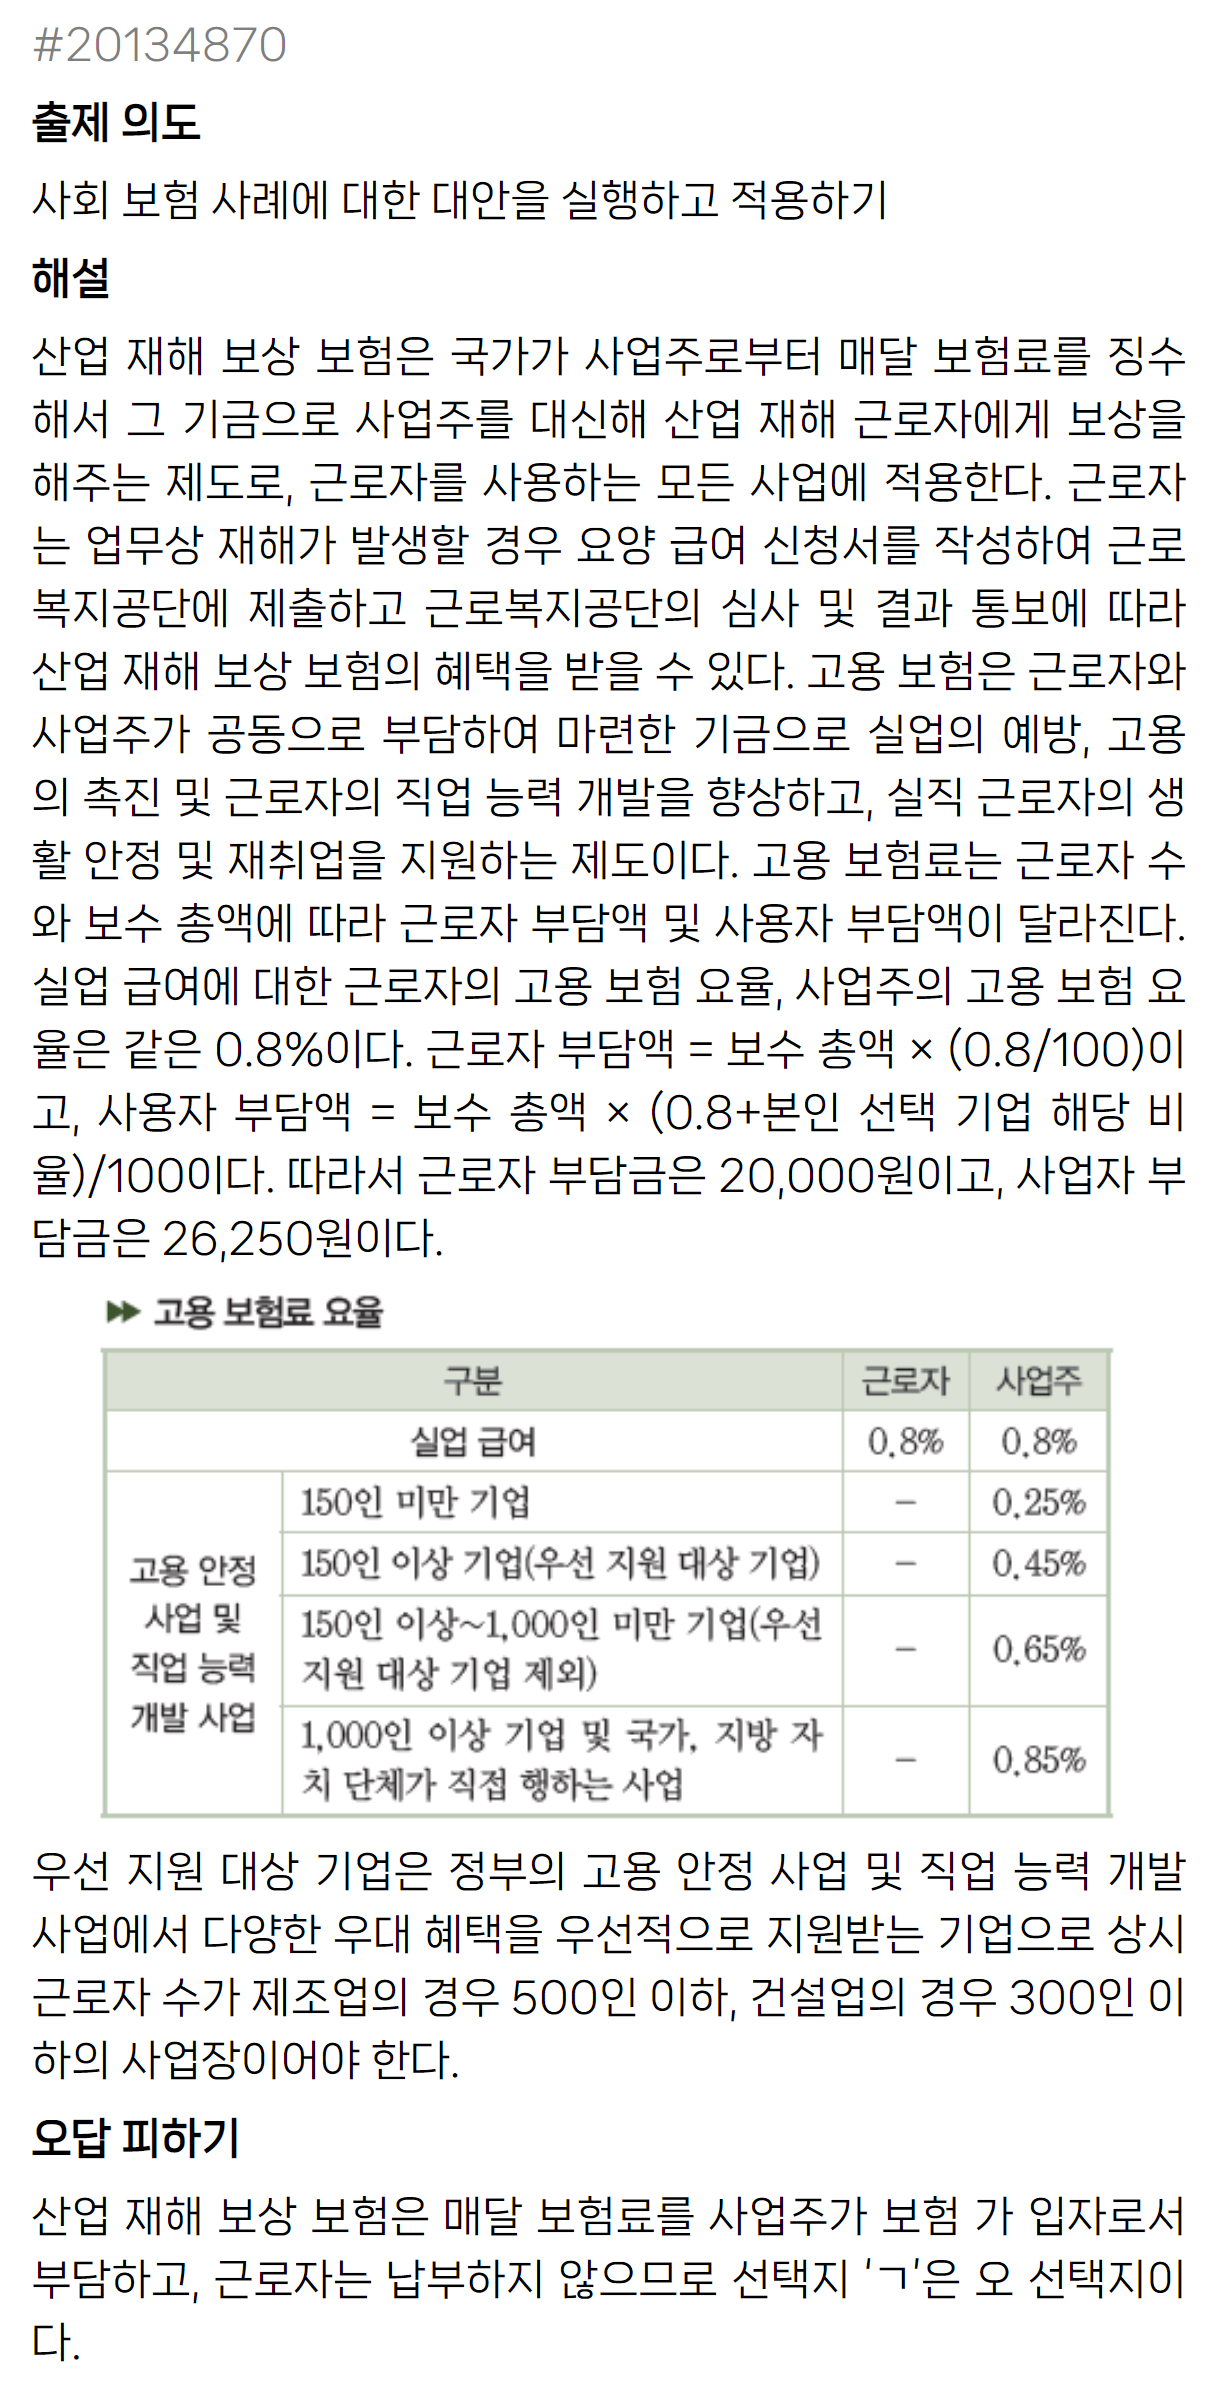 #20134870
출제 의도
사회 보험 사례에 대한 대안을 실행하고 적용하기
해설
산업 재해 보상 보험은 국가가 사업주로부터 매달 보험료를 징수
해서 그 기금으로 사업주를 대신해 산업 재해 근로자에게 보상을
해주는 제도로, 근로자를 사용하는 모든 사업에 적용한다. 근로자
는 업무상 재해가 발생할 경우 요양 급여 신청서를 작성하여 근로
복지공단에 제출하고 근로복지공단의 심사 및 결과 통보에 따라
산업 재해 보상 보험의 혜택을 받을 수 있다. 고용 보험은 근로자와
사업주가 공동으로 부담하여 마련한 기금으로 실업의 예방, 고용
의 촉진 및 근로자의 직업 능력 개발을 향상하고, 실직 근로자의 생
활 안정 및 재취업을 지원하는 제도이다. 고용 보험료는 근로자 수
와 보수 총액에 따라 근로자 부담액 및 사용자 부담액이 달라진다.
실업 급여에 대한 근로자의 고용 보험 요율, 사업주의 고용 보험 요
율은 같은 0.8%이다. 근로자 부담액 = 보수 총액 × (0.8/100)이
고, 사용자 부담액 = 보수 총액 × (0.8+본인 선택 기업 해당 비
율)/100이다. 따라서 근로자 부담금은 20,000원이고, 사업자 부
담금은 26,250원이다.
▶▶ 고용 보험료 요율
구분 근로자 사업주
실업 급여 0.8% 0.8%
고용 안정
사업 및
직업 능력
개발 사업
150인 미만 기업 – 0.25%
150인 이상 기업(우선 지원 대상 기업) – 0.45%
150인 이상~1,000인 미만 기업(우선
지원 대상 기업 제외) – 0.65%
1,000인 이상 기업 및 국가, 지방 자
치 단체가 직접 행하는 사업 – 0.85%
우선 지원 대상 기업은 정부의 고용 안정 사업 및 직업 능력 개발
사업에서 다양한 우대 혜택을 우선적으로 지원받는 기업으로 상시
근로자 수가 제조업의 경우 500인 이하, 건설업의 경우 300인 이
하의 사업장이어야 한다.
오답 피하기
산업 재해 보상 보험은 매달 보험료를 사업주가 보험 가 입자로서
부담하고, 근로자는 납부하지 않으므로 선택지 ‘ㄱ’은 오 선택지이
다.